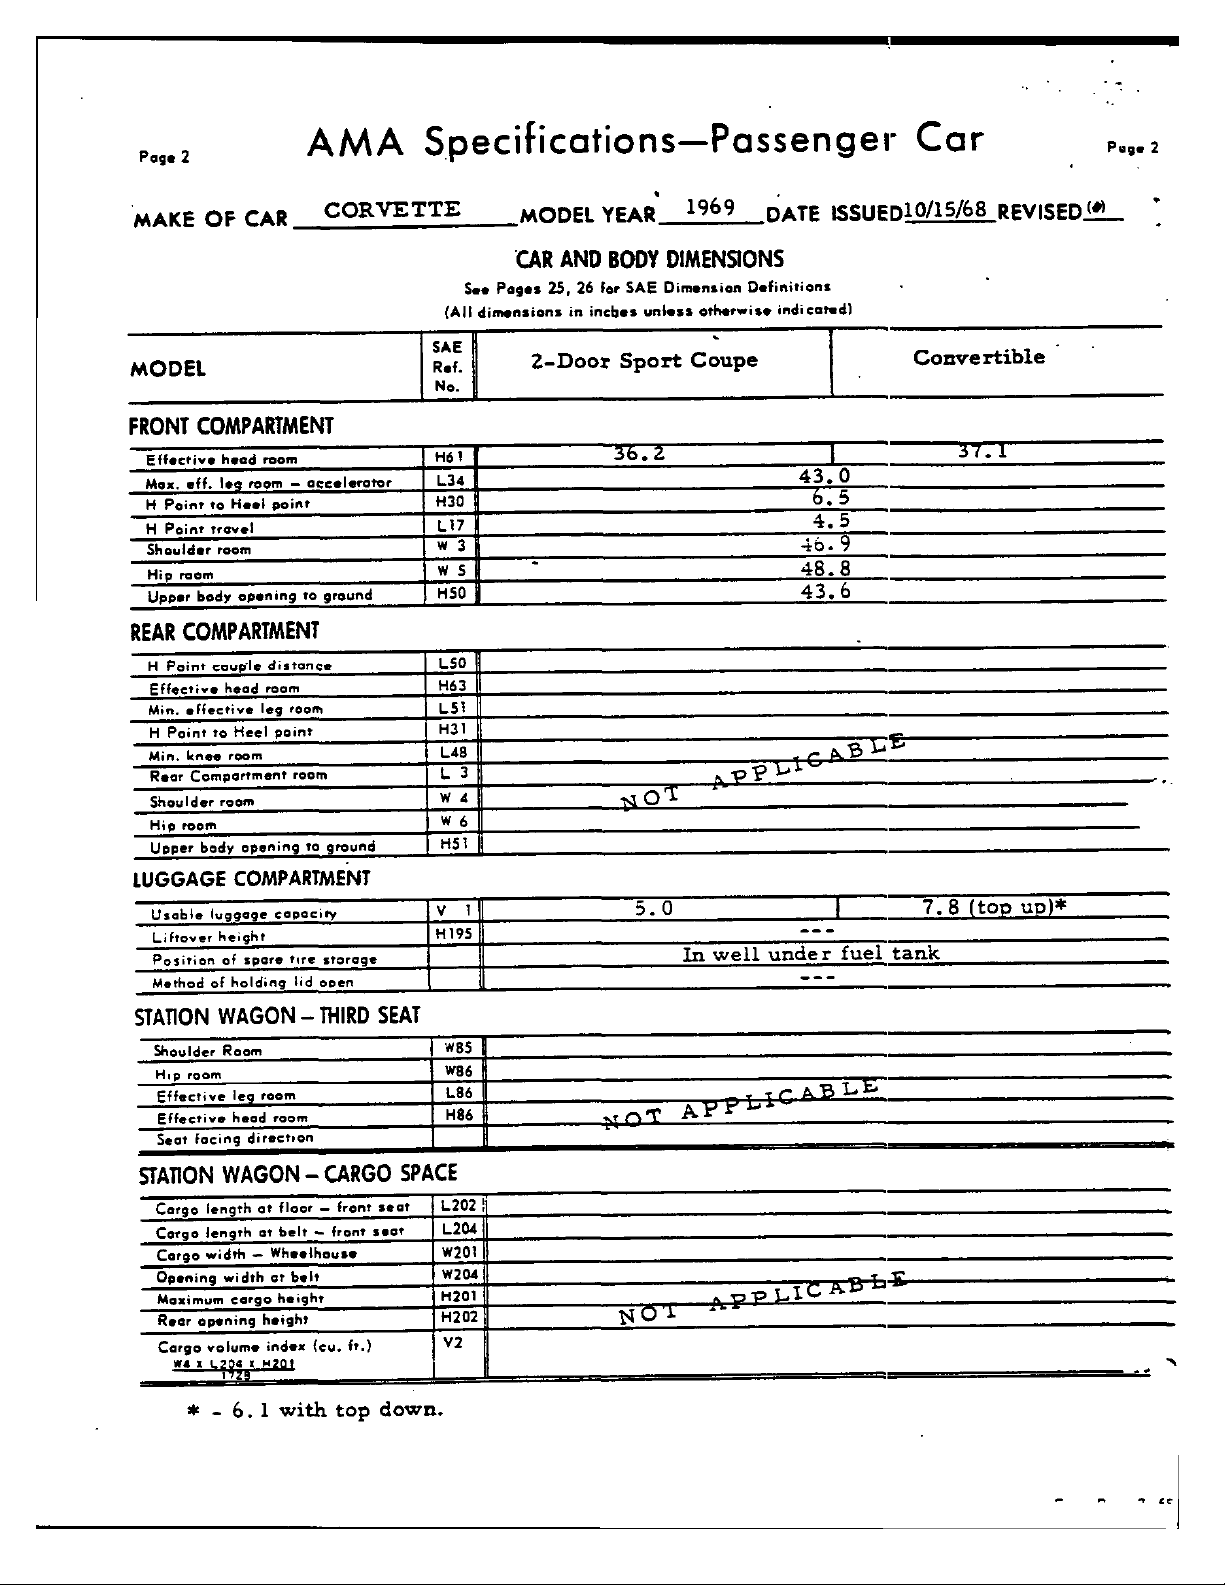 AMA Specifications—Passenger Car
Page 2
Page 2
MAKE OF CAR CORVETTE MODEL YEAR 1969 DATE ISSUED 10/15/68 REVISED (#)
CAR AND BODY DIMENSIONS
See Pages 25, 26 for SAE Dimension Definitions
(All dimensions in inches unless otherwise indicated)
MODEL SAE Ref. No. 2-Door Sport Coupe Convertible
FRONT COMPARTMENT
Effective head room H61 36.2 37.1
Max. eff. leg room – accelerator L34 43.0
H Point to Heel point H30 6.5
H Point travel L17 4.5
Shoulder room W 3 46.9
Hip room W 5 48.8
Upper body opening to ground H50 43.6
REAR COMPARTMENT
H Point couple distance L50
Effective head room H63
Min. effective leg room L51
H Point to Heel point H31
Min. knee room L48
Rear Compartment room L 3
NOT APPLICABLE
Shoulder room W 4
Hip room W 6
Upper body opening to ground H51
LUGGAGE COMPARTMENT
Usable luggage capacity V 1 5.0 7.8 (top up)*
Liftover height H195 ---
Position of spare tire storage In well under fuel tank
Method of holding lid open ---
STATION WAGON – THIRD SEAT
Shoulder Room W85
Hip room W86
Effective leg room L86
Effective head room H86
NOT APPLICABLE
Seat facing direction
STATION WAGON – CARGO SPACE
Cargo length at floor – front seat L202
Cargo length at belt – front seat L204
Cargo width – Wheelhouse W201
Opening width at belt W204
Maximum cargo height H201
NOT APPLICABLE
Rear opening height H202
Cargo volume index (cu. ft.) V2
W4 x L204 x H201
1728
* - 6.1 with top down.